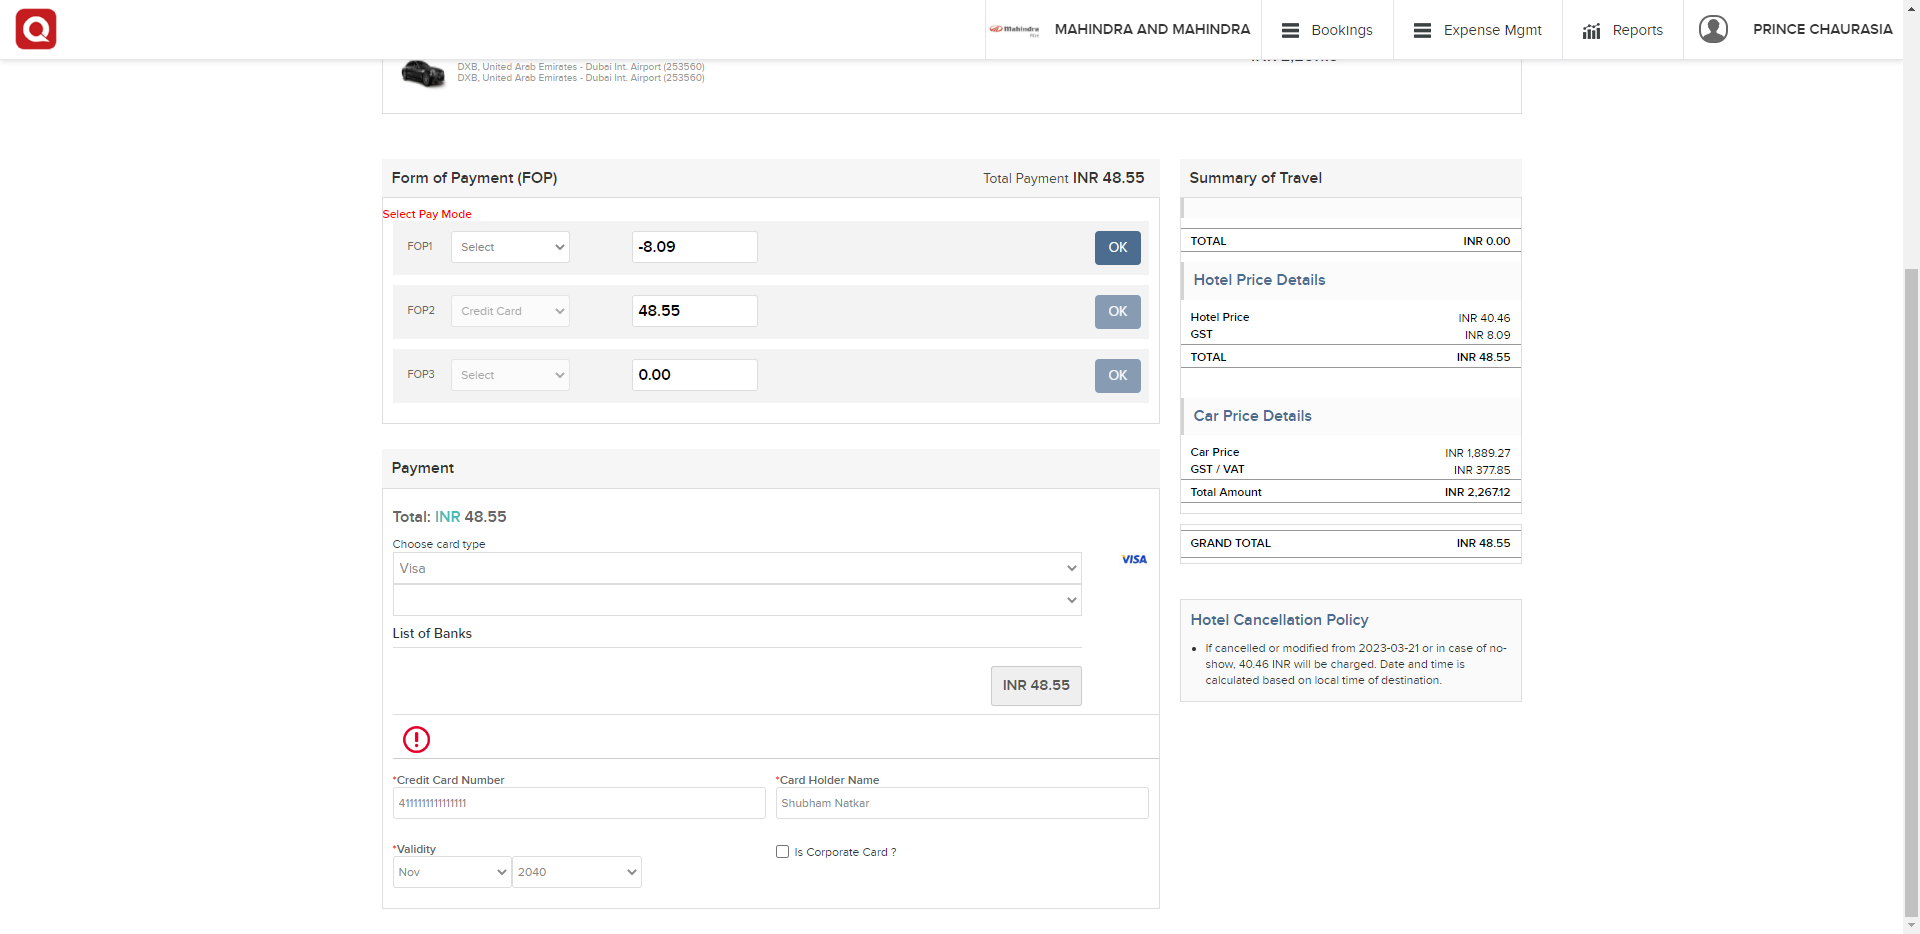 Mahindra
MAHINDRA AND MAHINDRA
Bookings
Expense Mgmt
Reports
PRINCE CHAURASIA
DXB, United Arab Emirates - Dubai Int. Airport (253560)
DXB, United Arab Emirates - Dubai Int. Airport (253560)
Form of Payment (FOP)
Total Payment INR 48.55
Select Pay Mode
FOP1
Select
-8.09
OK
FOP2
Credit Card
48.55
OK
FOP3
Select
0.00
OK
Payment
Total: INR 48.55
Choose card type
Visa
VISA
List of Banks
INR 48.55
*Credit Card Number
4111111111111111
*Card Holder Name
Shubham Natkar
*Validity
Nov
2040
Is Corporate Card ?
Summary of Travel
TOTAL INR 0.00
Hotel Price Details
Hotel Price INR 40.46
GST INR 8.09
TOTAL INR 48.55
Car Price Details
Car Price INR 1,889.27
GST / VAT INR 377.85
Total Amount INR 2,267.12
GRAND TOTAL INR 48.55
Hotel Cancellation Policy
• If cancelled or modified from 2023-03-21 or in case of no-
show, 40.46 INR will be charged. Date and time is
calculated based on local time of destination.